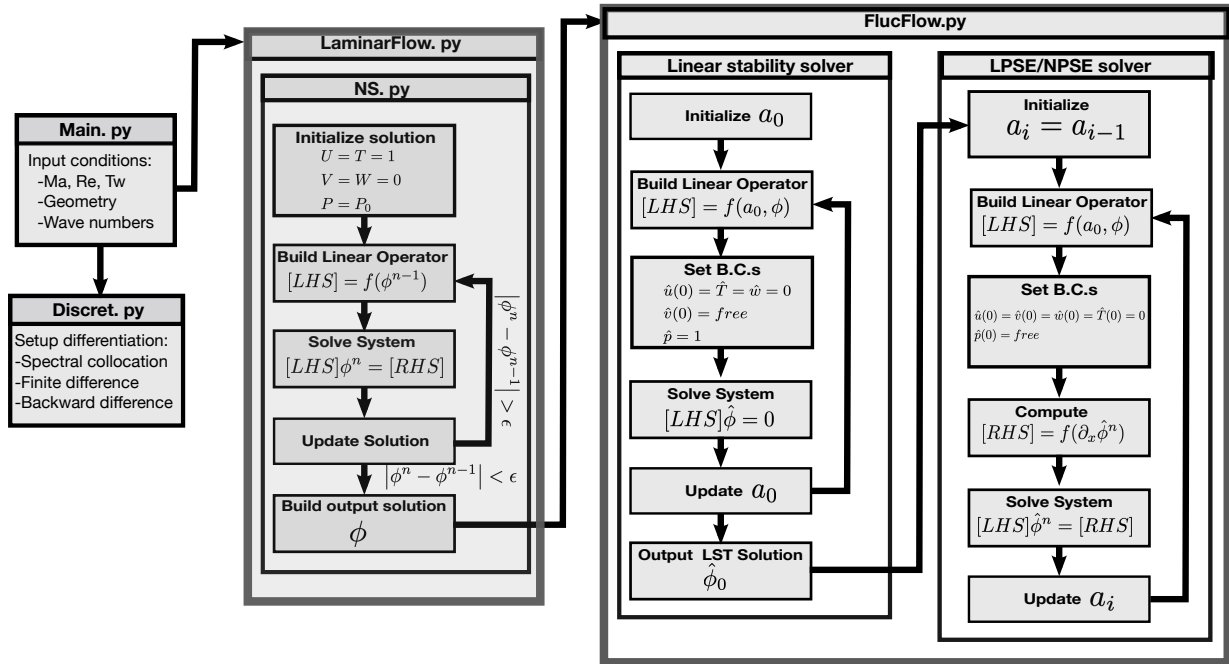 Main. py
Input conditions:
-Ma, Re, Tw
-Geometry
-Wave numbers
Discret. py
Setup differentiation:
-Spectral collocation
-Finite difference
-Backward difference
LaminarFlow. py
NS. py
Initialize solution
U = T = 1
V = W = 0
P = P₀
Build Linear Operator
[LHS] = f(ϕⁿ⁻¹)
Solve System
[LHS]ϕⁿ = [RHS]
Update Solution
|ϕⁿ − ϕⁿ⁻¹| > ϵ
|ϕⁿ − ϕⁿ⁻¹| < ϵ
Build output solution
ϕ
FlucFlow.py
Linear stability solver
Initialize a₀
Build Linear Operator
[LHS] = f(a₀, ϕ)
Set B.C.s
û(0) = T̂ = ŵ = 0
v̂(0) = free
p̂ = 1
Solve System
[LHS]ϕ̂ = 0
Update a₀
Output LST Solution
ϕ̂₀
LPSE/NPSE solver
Initialize
aᵢ = aᵢ₋₁
Build Linear Operator
[LHS] = f(a₀, ϕ)
Set B.C.s
û(0) = v̂(0) = ŵ(0) = T̂(0) = 0
p̂(0) = free
Compute
[RHS] = f(∂ₓϕ̂ⁿ)
Solve System
[LHS]ϕ̂ⁿ = [RHS]
Update aᵢ